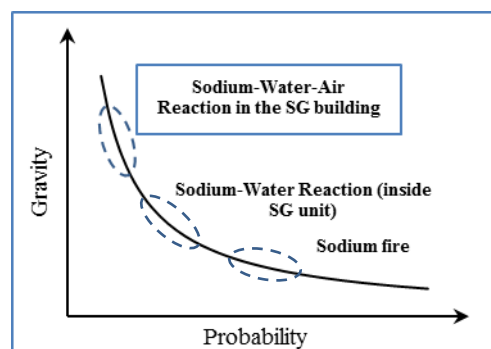 Sodium-Water-Air
Reaction in the SG building
Sodium-Water Reaction (inside
SG unit)
Sodium fire
Gravity
Probability